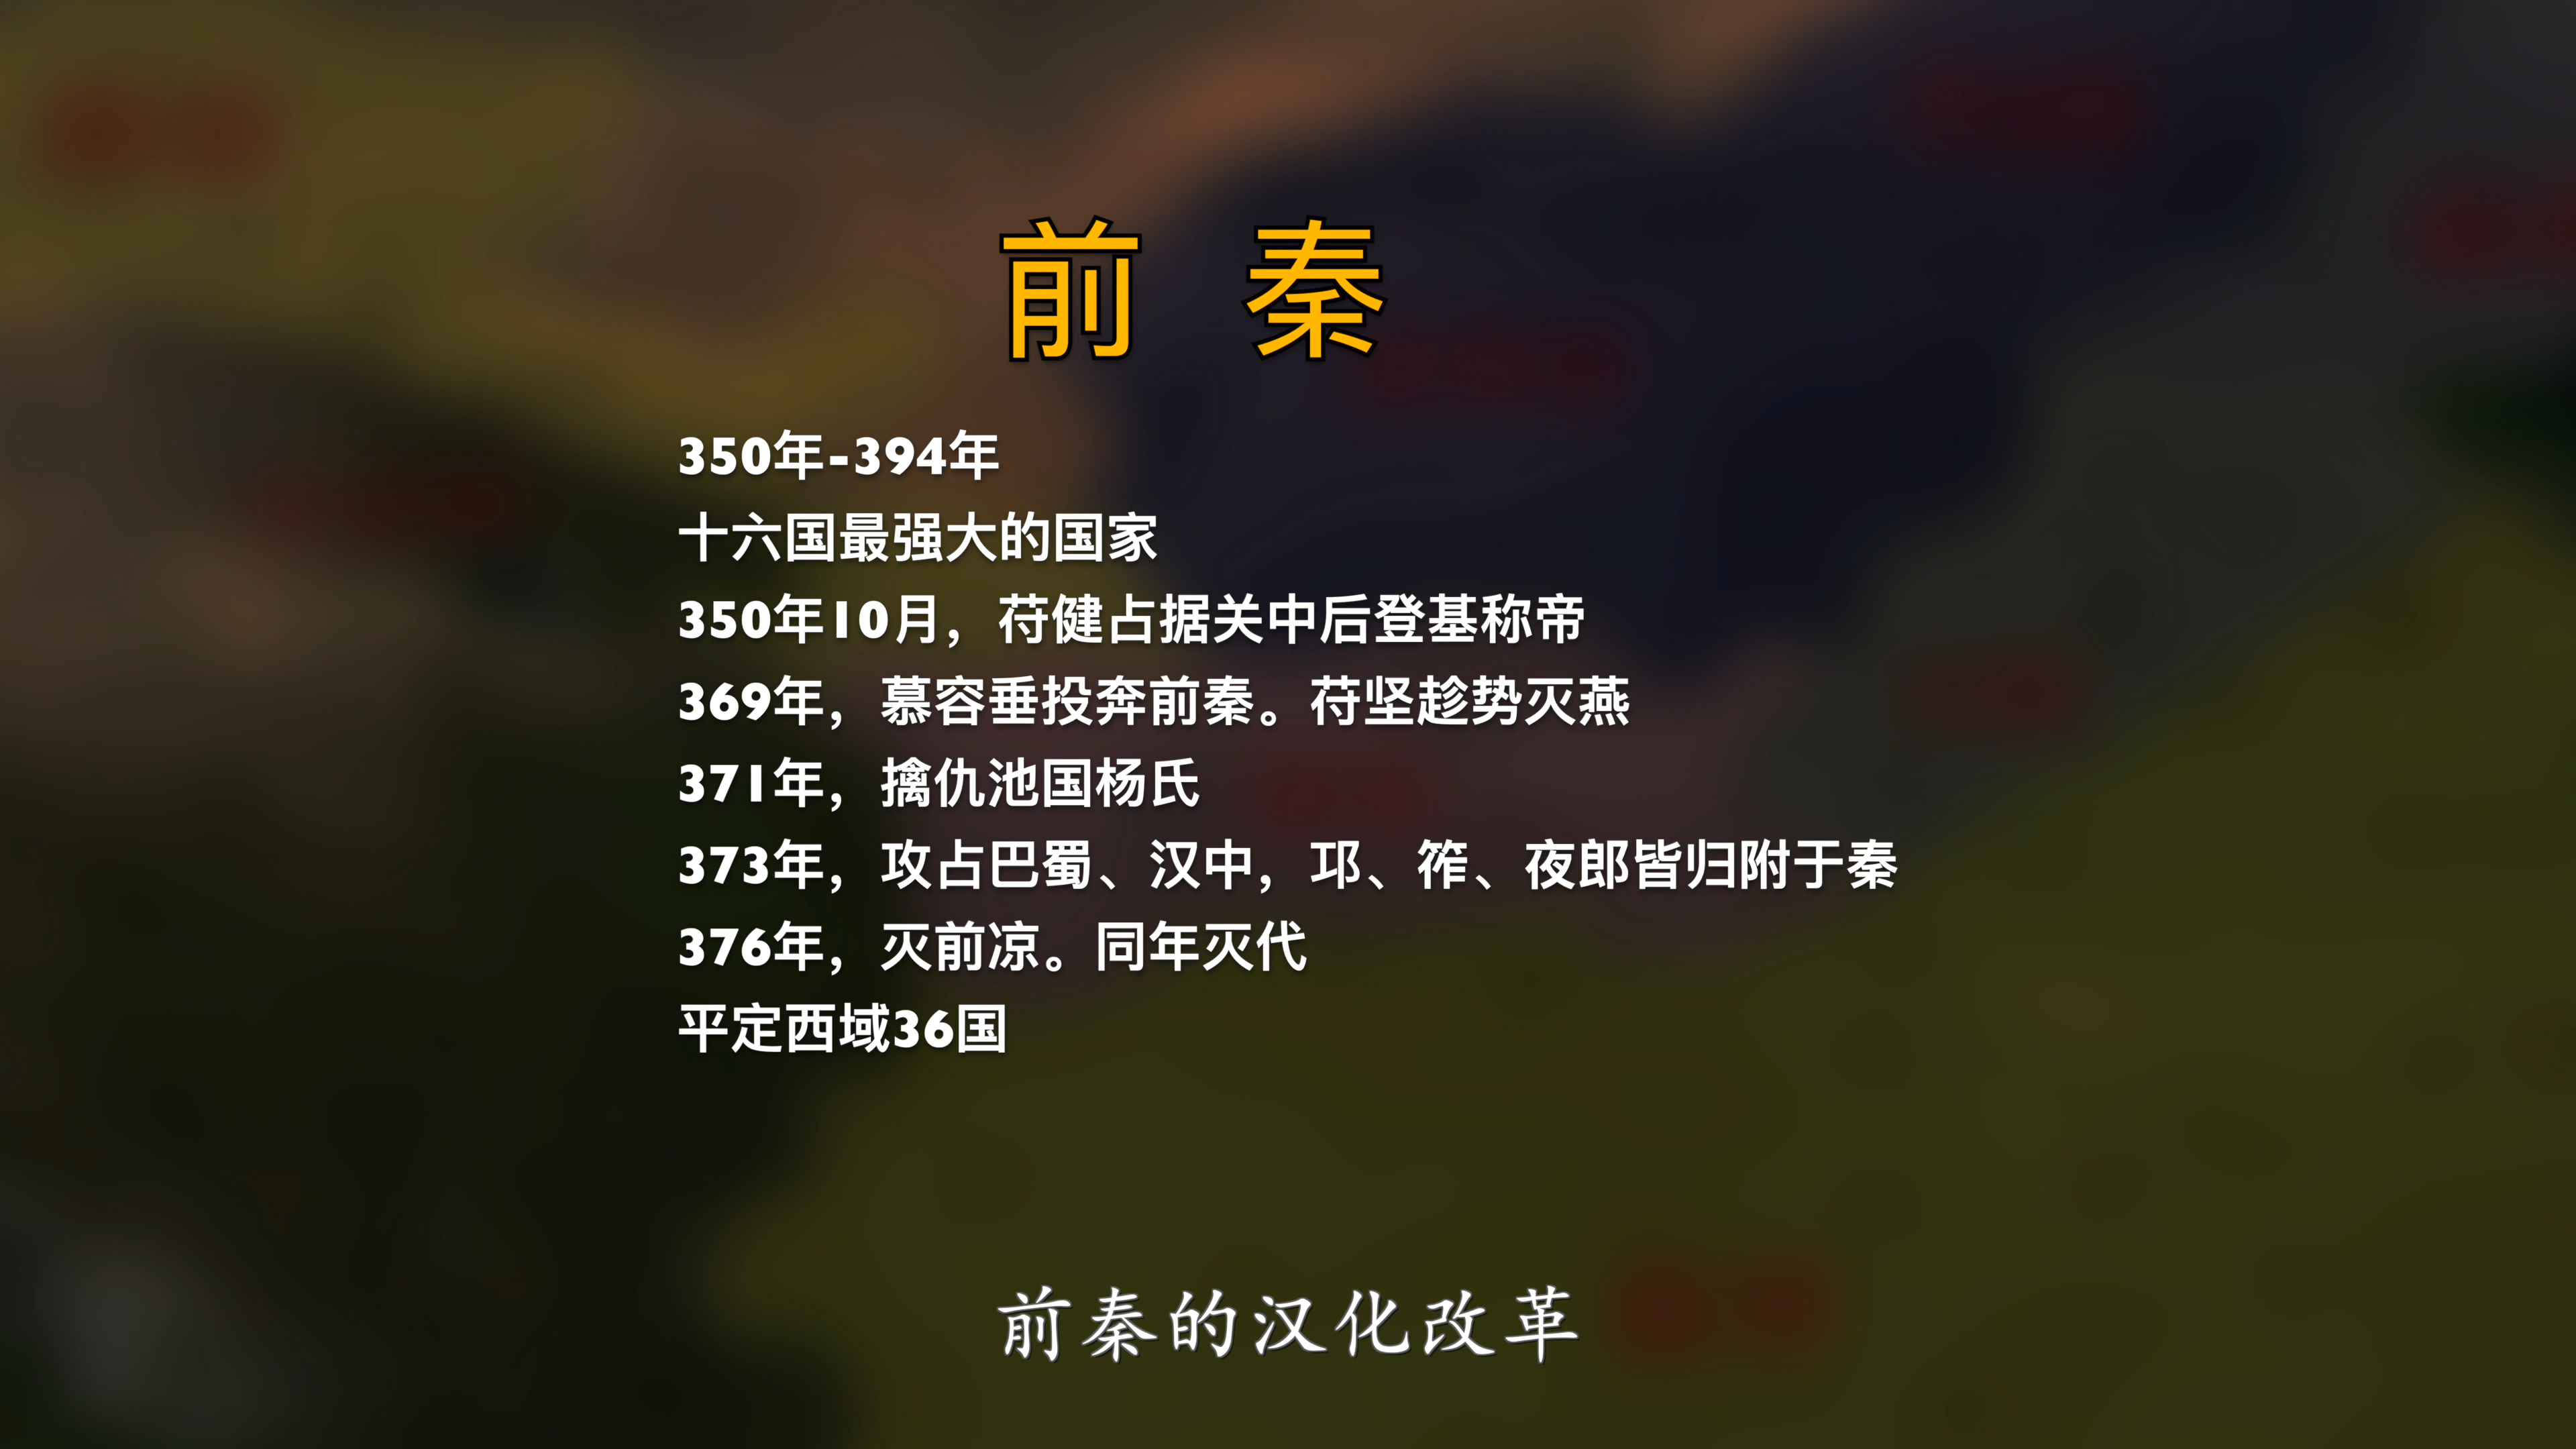 前 秦
350年-394年
十六国最强大的国家
350年10月，苻健占据关中后登基称帝
369年，慕容垂投奔前秦。苻坚趁势灭燕
371年，擒仇池国杨氏
373年，攻占巴蜀、汉中，邛、筰、夜郎皆归附于秦
376年，灭前凉。同年灭代
平定西域36国
前秦的汉化改革